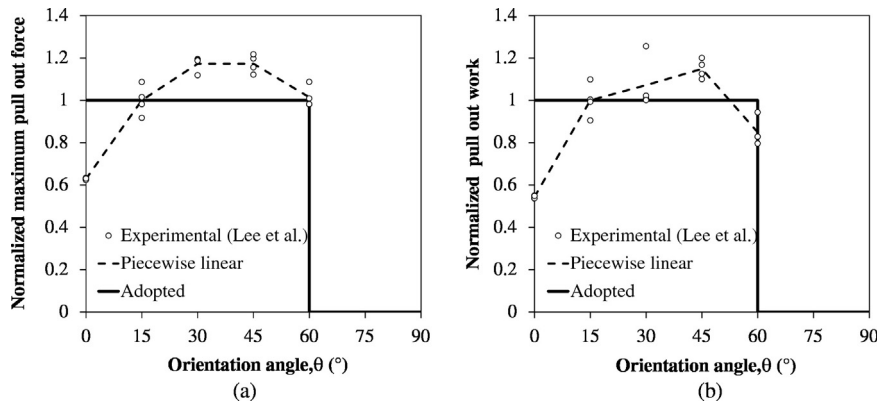 Normalized maximum pull out force
1.4
1.2
1
0.8
0.6
0.4
0.2
0
Experimental (Lee et al.)
Piecewise linear
Adopted
0 15 30 45 60 75 90
Orientation angle,θ (°)
(a)
Normalized pull out work
1.4
1.2
1
0.8
0.6
0.4
0.2
0
Experimental (Lee et al.)
Piecewise linear
Adopted
0 15 30 45 60 75 90
Orientation angle,θ (°)
(b)